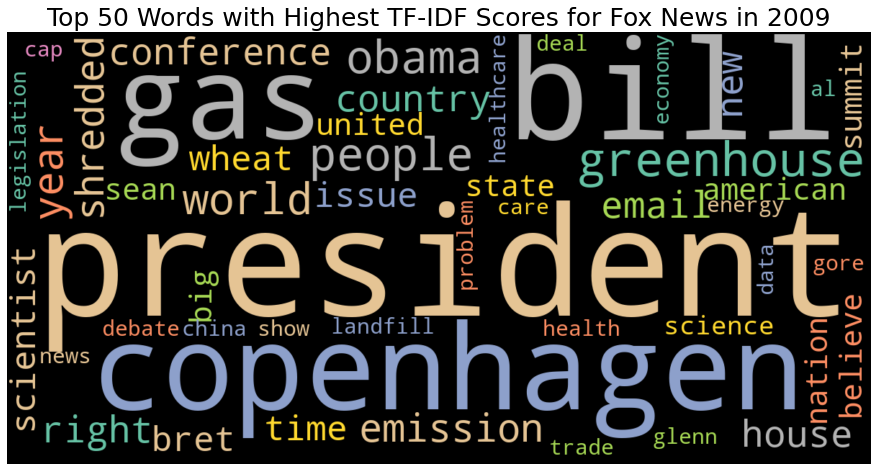 Top 50 Words with Highest TF-IDF Scores for Fox News in 2009
cap
conference
obama
deal
gas
bill
healthcare
economy
new
summit
legislation
year
shredded
country
united
al
wheat
people
greenhouse
sean
world
issue
state
care
email
american
energy
president
scientist
big
problem
data
gore
debate
china
show
landfill
health
science
news
copenhagen
nation
believe
right
bret
time
emission
trade
glenn
house